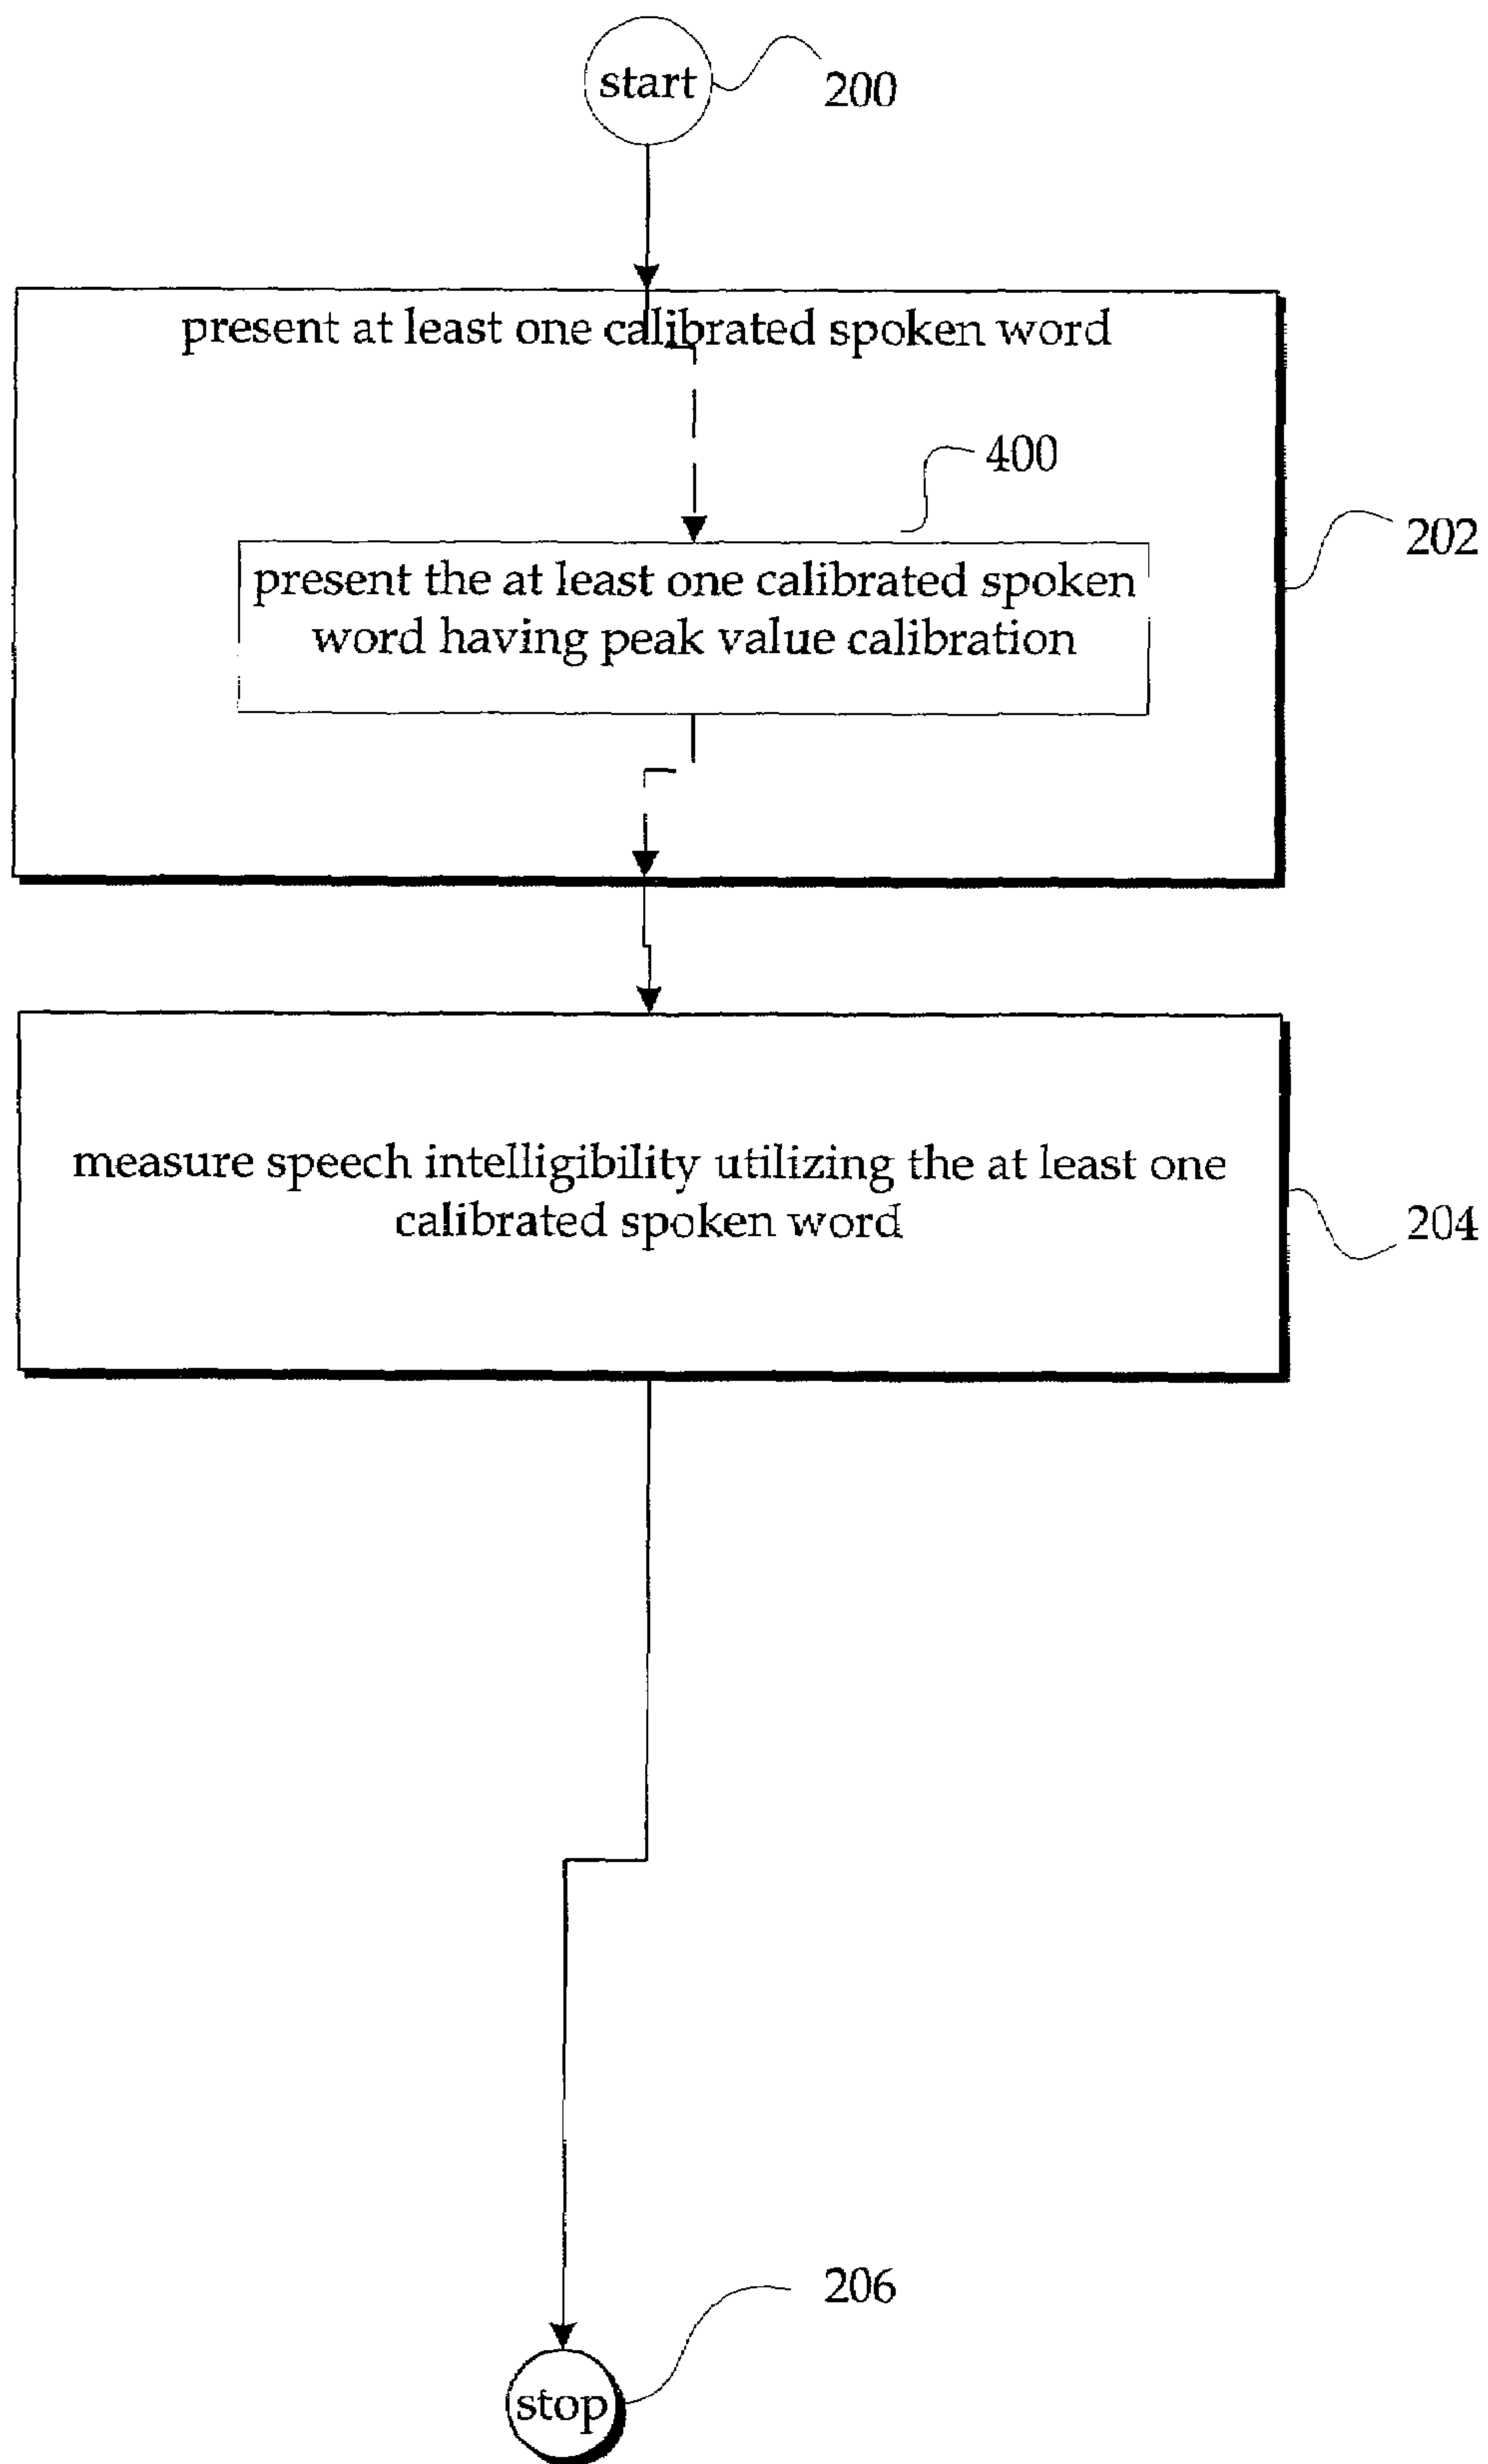 start
200
present at least one calibrated spoken word
400
present the at least one calibrated spoken
word having peak value calibration
202
measure speech intelligibility utilizing the at least one
calibrated spoken word
204
206
stop